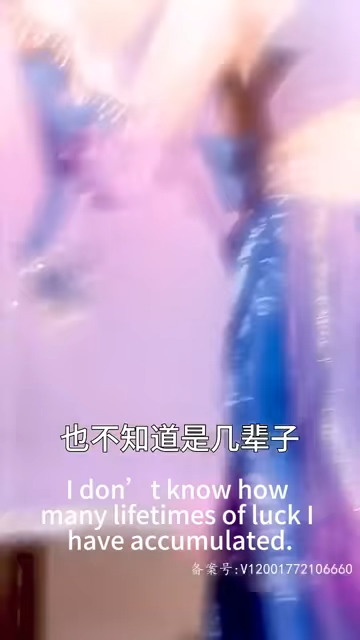 也不知道是几辈子
I don’t know how
many lifetimes of luck I
have accumulated.
备案号:V12001772106660